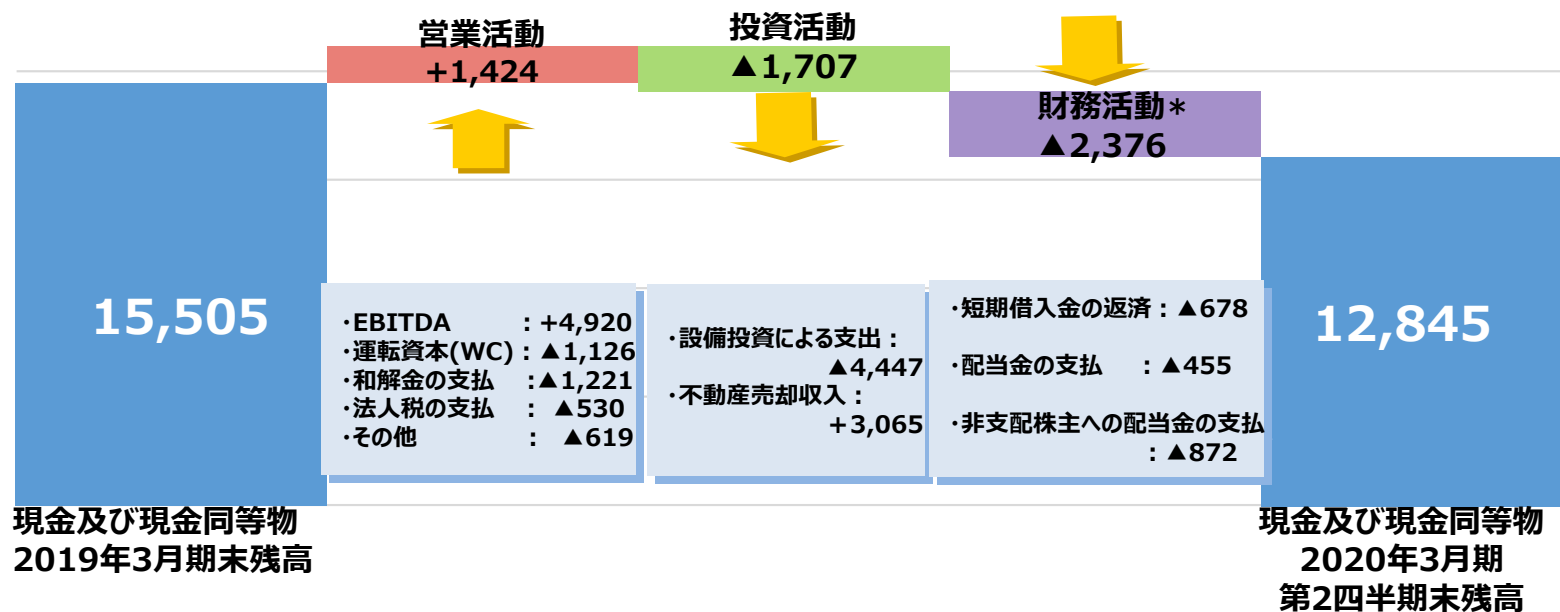 営業活動
+1,424
投資活動
▲1,707
財務活動*
▲2,376
15,505
・EBITDA : +4,920
・運転資本(WC) : ▲1,126
・和解金の支払 :▲1,221
・法人税の支払 : ▲530
・その他 : ▲619
・設備投資による支出:
▲4,447
・不動産売却収入:
+3,065
・短期借入金の返済 : ▲678
・配当金の支払 : ▲455
・非支配株主への配当金の支払
: ▲872
12,845
現金及び現金同等物
2019年3月期末残高
現金及び現金同等物
2020年3月期
第2四半期末残高